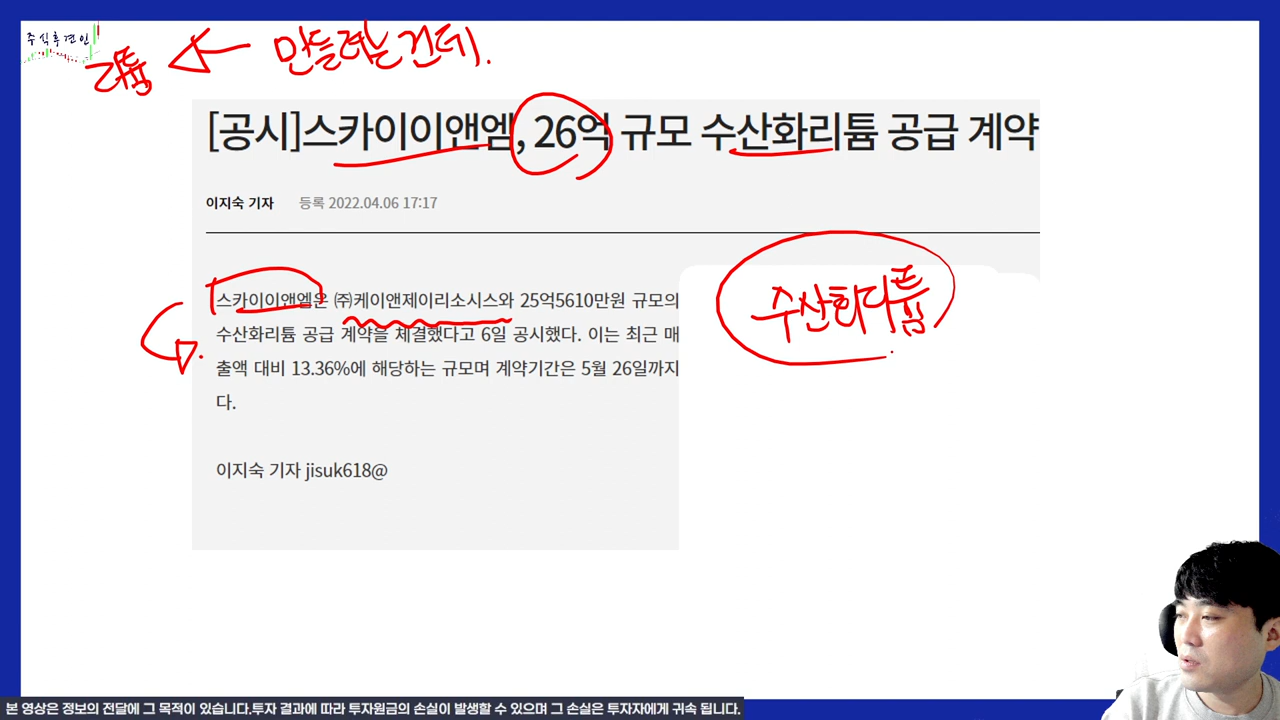 주식후견인
리튬 ← 만들려는건데.
[공시]스카이이앤엠, 26억 규모 수산화리튬 공급 계약
이지숙 기자 등록 2022.04.06 17:17
스카이이앤엠은 ㈜케이앤제이리소시스와 25억5610만원 규모의
수산화리튬 공급 계약을 체결했다고 6일 공시했다. 이는 최근 매
출액 대비 13.36%에 해당하는 규모며 계약기간은 5월 26일까지
다.
수산화리튬
이지숙 기자 jisuk618@
본 영상은 정보의 전달에 그 목적이 있습니다.투자 결과에 따라 투자원금의 손실이 발생할 수 있으며 그 손실은 투자자에게 귀속 됩니다.